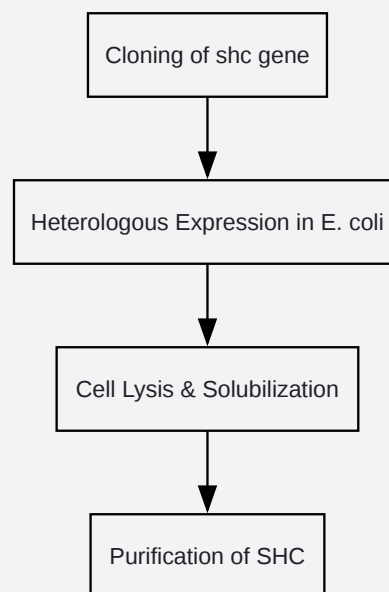 Cloning of shc gene
Heterologous Expression in E. coli
Cell Lysis & Solubilization
Purification of SHC